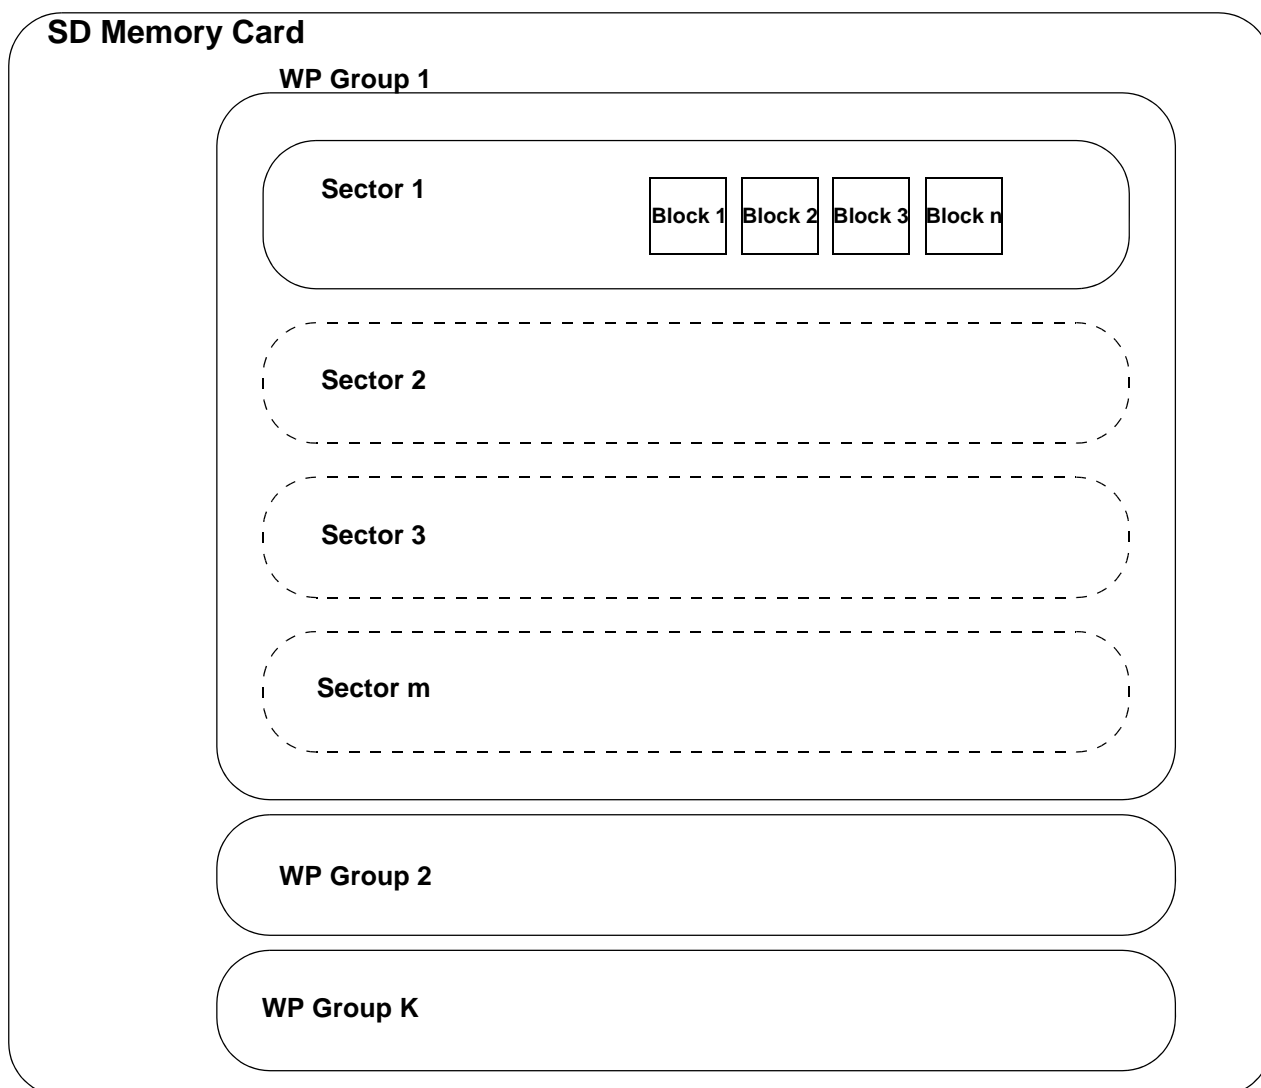 SD Memory Card
WP Group 1
Sector 1
Block 1 Block 2 Block 3 Block n
Sector 2
Sector 3
Sector m
WP Group 2
WP Group K